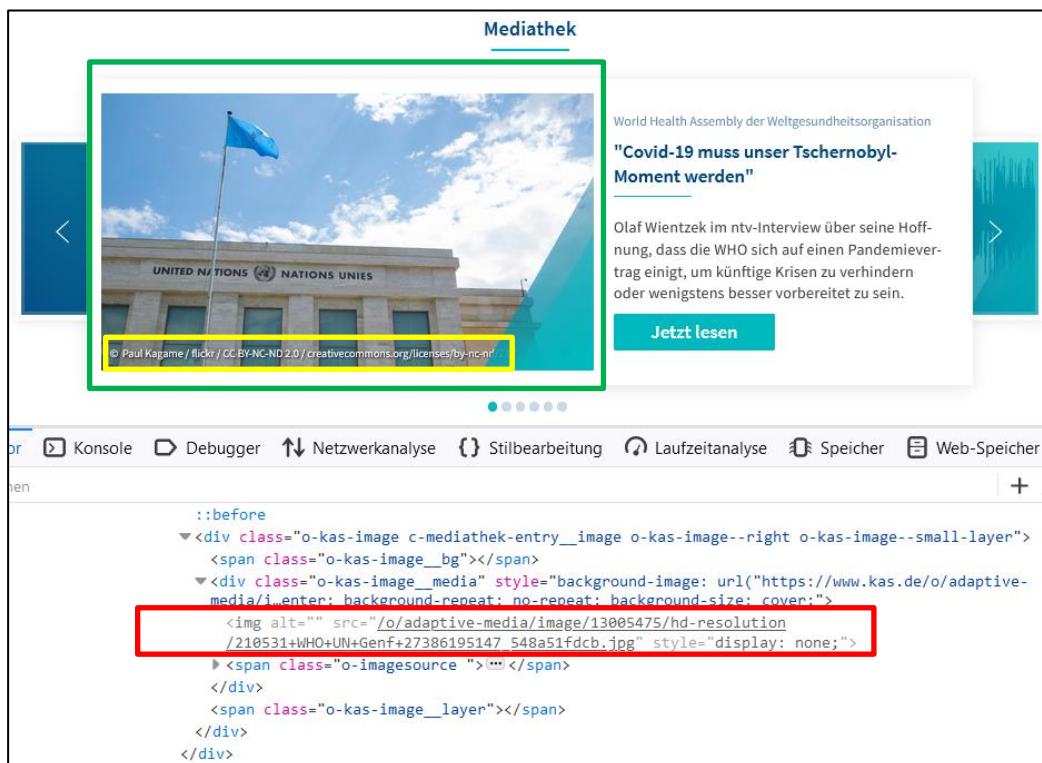 Mediathek
World Health Assembly der Weltgesundheitsorganisation
"Covid-19 muss unser Tschernobyl-
Moment werden"
Olaf Wientzek im ntv-Interview über seine Hoff-
nung, dass die WHO sich auf einen Pandemiever-
trag einigt, um künftige Krisen zu verhindern
oder wenigstens besser vorbereitet zu sein.
Jetzt lesen
UNITED NATIONS NATIONS UNIES
© Paul Kagame / flickr / CC BY-NC-ND 2.0 / creativecommons.org/licenses/by-nc-nd/2.
or Konsole Debugger Netzwerkanalyse {} Stilbearbeitung Laufzeitanalyse Speicher Web-Speicher
nen +
::before
<div class="o-kas-image c-mediathek-entry__image o-kas-image--right o-kas-image--small-layer">
<span class="o-kas-image__bg"></span>
<div class="o-kas-image__media" style="background-image: url("https://www.kas.de/o/adaptive-
media/i…enter; background-repeat: no-repeat; background-size: cover;">
<img alt="" src="/o/adaptive-media/image/13005475/hd-resolution
/210531+WHO+UN+Genf+27386195147_548a51fdcb.jpg" style="display: none;">
<span class="o-imagesource ">…</span>
</div>
<span class="o-kas-image__layer"></span>
</div>
</div>